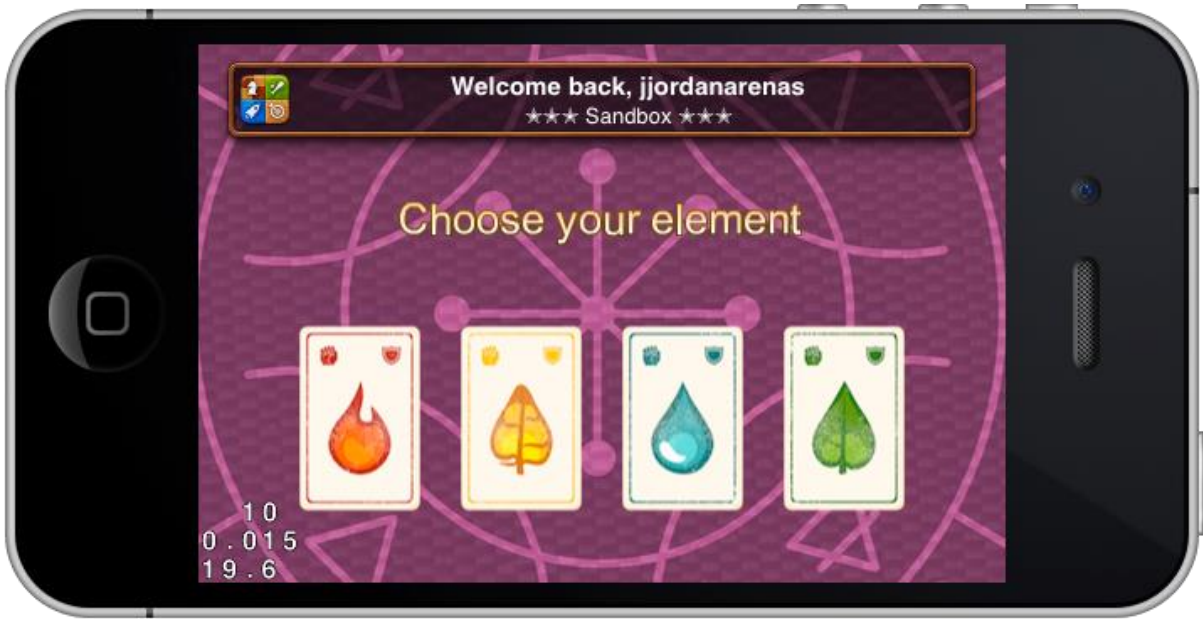 Welcome back, jjordanarenas
★★★ Sandbox ★★★
Choose your element
10
0.015
19.6